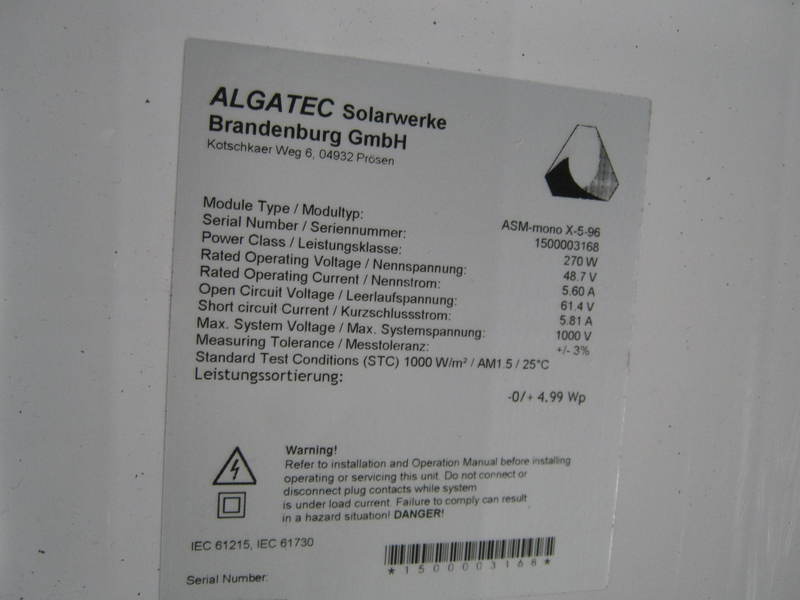 ALGATEC Solarwerke
Brandenburg GmbH
Kotschkaer Weg 6, 04932 Prösen
Module Type / Modultyp: ASM-mono X-5-96
Serial Number / Seriennummer: 1500003168
Power Class / Leistungsklasse: 270 W
Rated Operating Voltage / Nennspannung: 48.7 V
Rated Operating Current / Nennstrom: 5.60 A
Open Circuit Voltage / Leerlaufspannung: 61.4 V
Short circuit Current / Kurzschlussstrom: 5.81 A
Max. System Voltage / Max. Systemspannung: 1000 V
Measuring Tolerance / Messtoleranz: +/- 3%
Standard Test Conditions (STC) 1000 W/m² / AM1.5 / 25°C
Leistungssortierung: -0/+ 4.99 Wp
Warning!
Refer to installation and Operation Manual before installing
operating or servicing this unit. Do not connect or
disconnect plug contacts while system
is under load current. Failure to comply can result
in a hazard situation! DANGER!
IEC 61215, IEC 61730
*1500003168*
Serial Number: